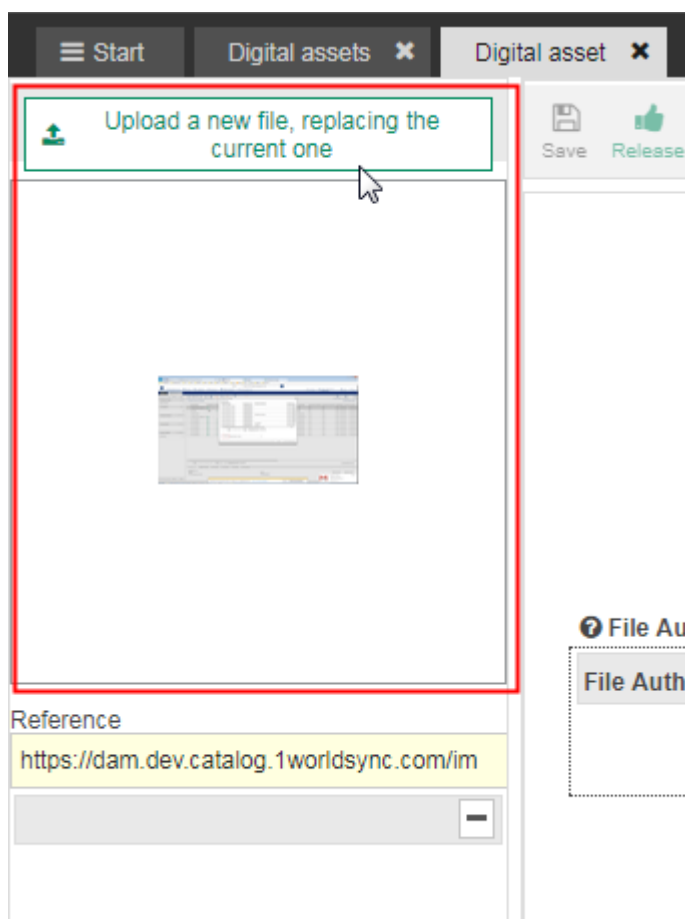 Start
Digital assets
Digital asset
Upload a new file, replacing the
current one
Save
Release
File Au
File Auth
Reference
https://dam.dev.catalog.1worldsync.com/im